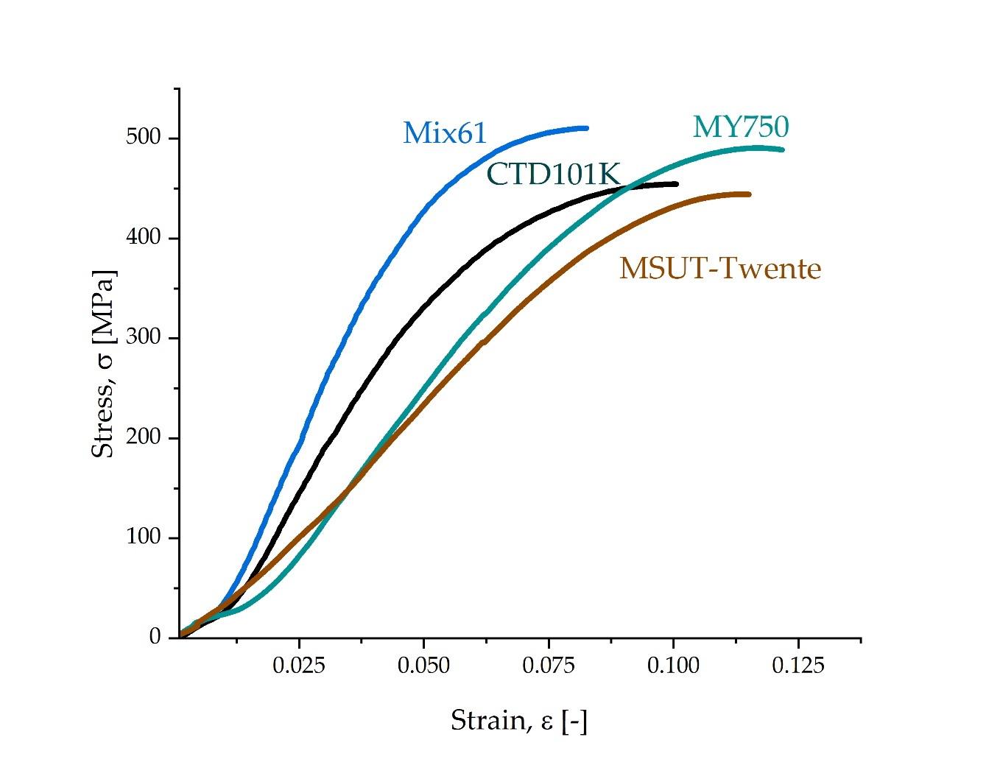 Mix61
MY750
CTD101K
MSUT-Twente
Stress, σ [MPa]
500
400
300
200
100
0
0.025 0.050 0.075 0.100 0.125
Strain, ε [-]